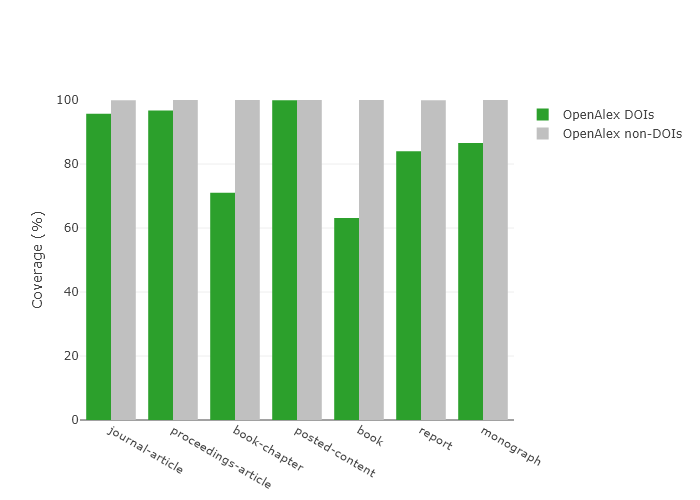 100
80
60
40
20
0
Coverage (%)
journal-article
proceedings-article
book-chapter
posted-content
book
report
monograph
OpenAlex DOIs
OpenAlex non-DOIs